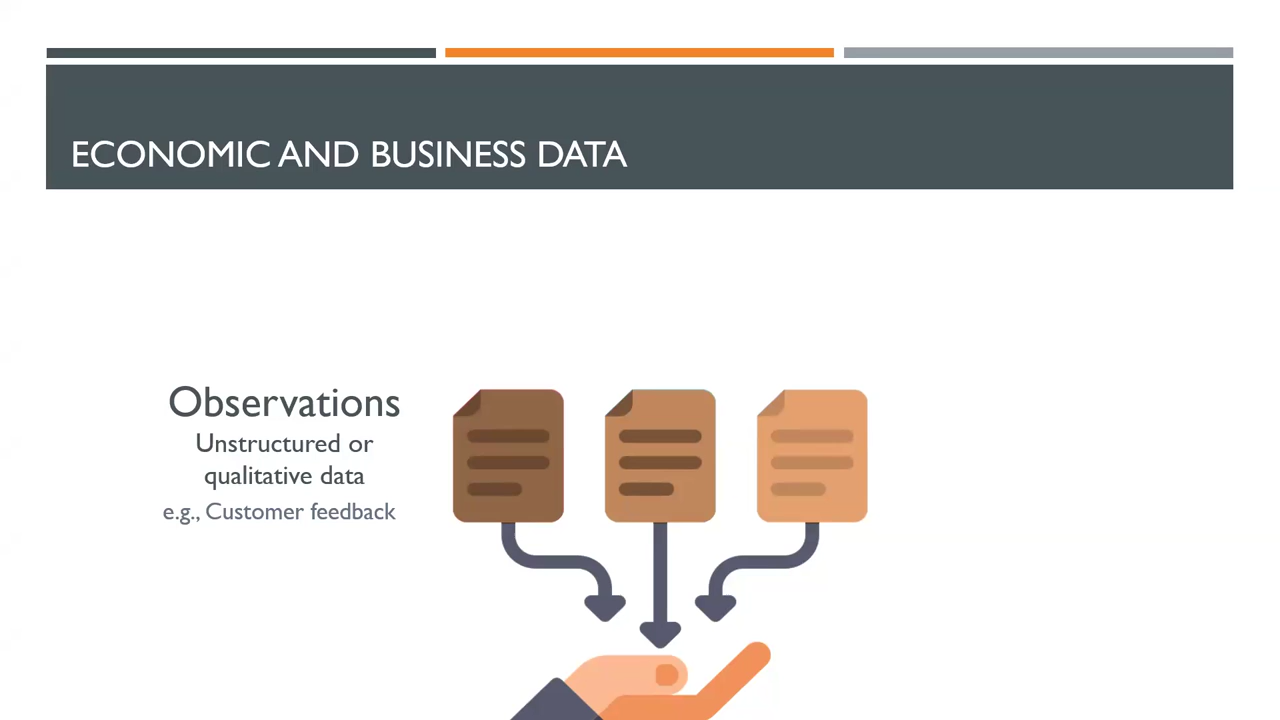 ECONOMIC AND BUSINESS DATA
Observations
Unstructured or
qualitative data
e.g., Customer feedback